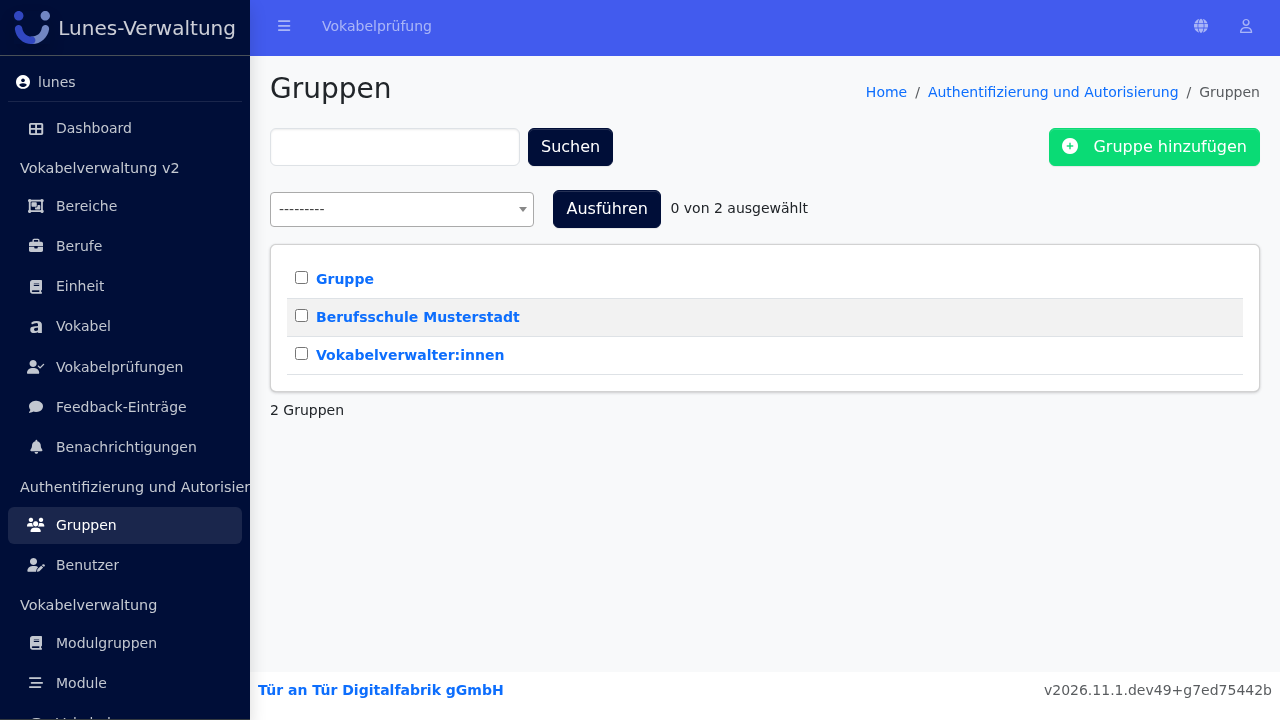 Lunes-Verwaltung
Vokabelprüfung
lunes
Dashboard
Vokabelverwaltung v2
Bereiche
Berufe
Einheit
Vokabel
Vokabelprüfungen
Feedback-Einträge
Benachrichtigungen
Authentifizierung und Autorisier
Gruppen
Benutzer
Vokabelverwaltung
Modulgruppen
Module
Gruppen
Home / Authentifizierung und Autorisierung / Gruppen
Suchen
Gruppe hinzufügen
---------
Ausführen
0 von 2 ausgewählt
Gruppe
Berufsschule Musterstadt
Vokabelverwalter:innen
2 Gruppen
Tür an Tür Digitalfabrik gGmbH
v2026.11.1.dev49+g7ed75442b